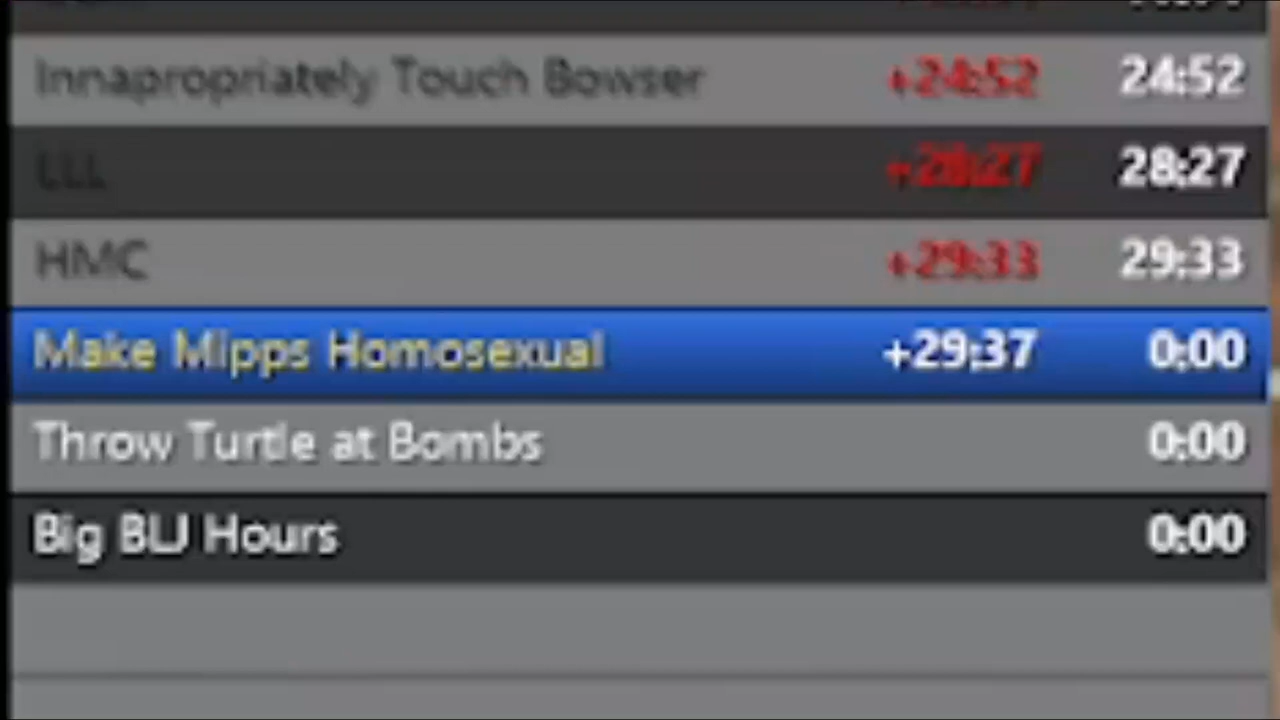 Innapropriately Touch Bowser +24:52 24:52
LLL +28:27 28:27
HMC +29:33 29:33
Make Mipps Homosexual +29:37 0:00
Throw Turtle at Bombs 0:00
Big BLJ Hours 0:00